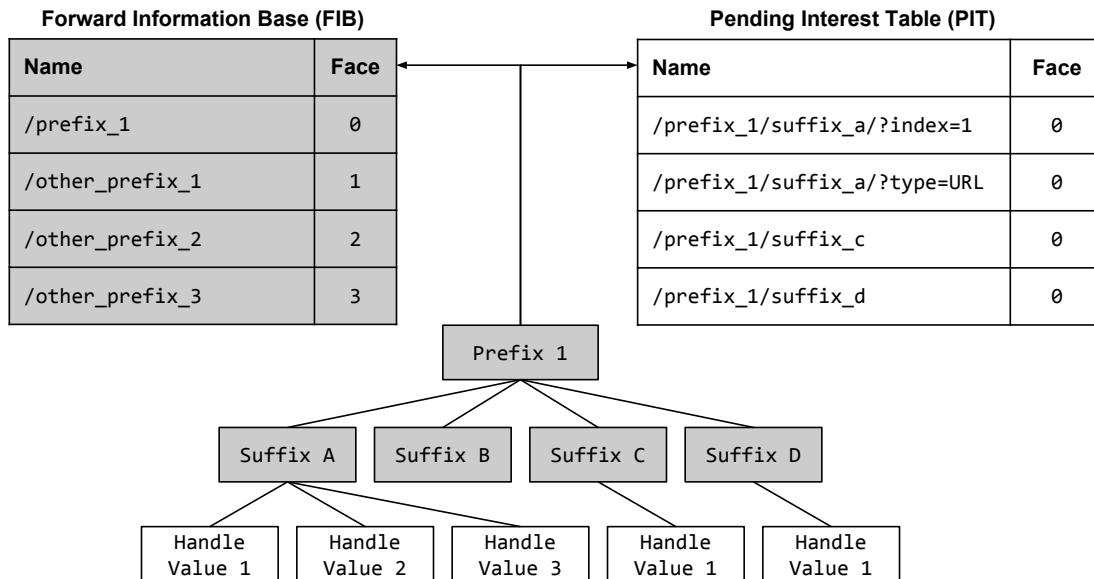 Forward Information Base (FIB)
Pending Interest Table (PIT)
Name Face
/prefix_1 0
/other_prefix_1 1
/other_prefix_2 2
/other_prefix_3 3
Name Face
/prefix_1/suffix_a/?index=1 0
/prefix_1/suffix_a/?type=URL 0
/prefix_1/suffix_c 0
/prefix_1/suffix_d 0
Prefix 1
Suffix A
Suffix B
Suffix C
Suffix D
Handle
Value 1
Handle
Value 2
Handle
Value 3
Handle
Value 1
Handle
Value 1